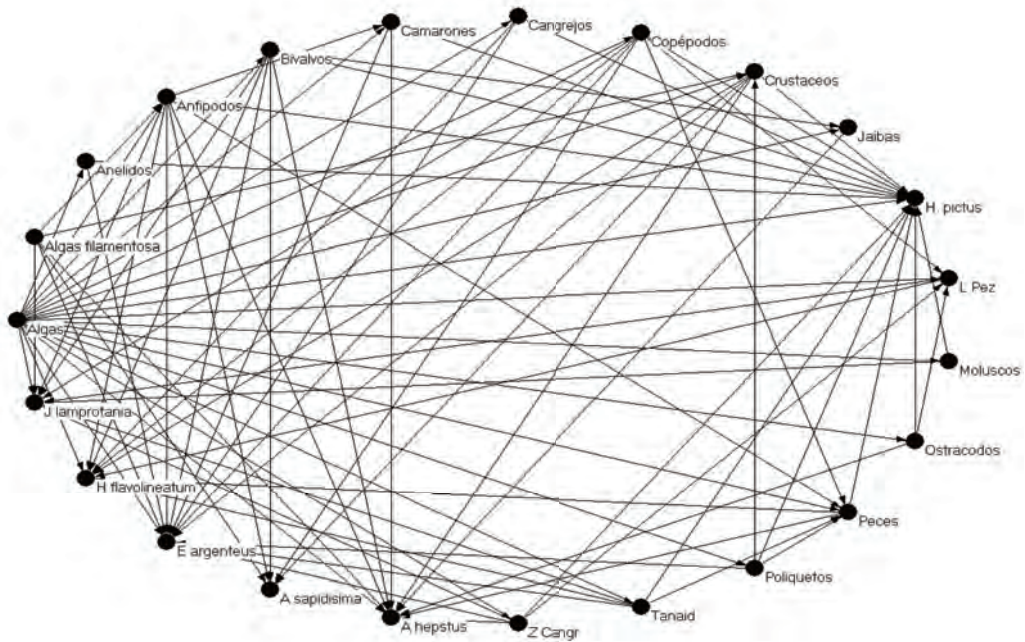 Camarones
Cangrejos
Copépodos
Bivalvos
Crustaceos
Anfipodos
Jaibas
Anelidos
H. pictus
Algas filamentosa
L Pez
Algas
Moluscos
J lamprotania
Ostracodos
H flavolineatum
Peces
E argenteus
Poliquetos
A sapidisima
Tanaid
A hepstus
Z Cangr